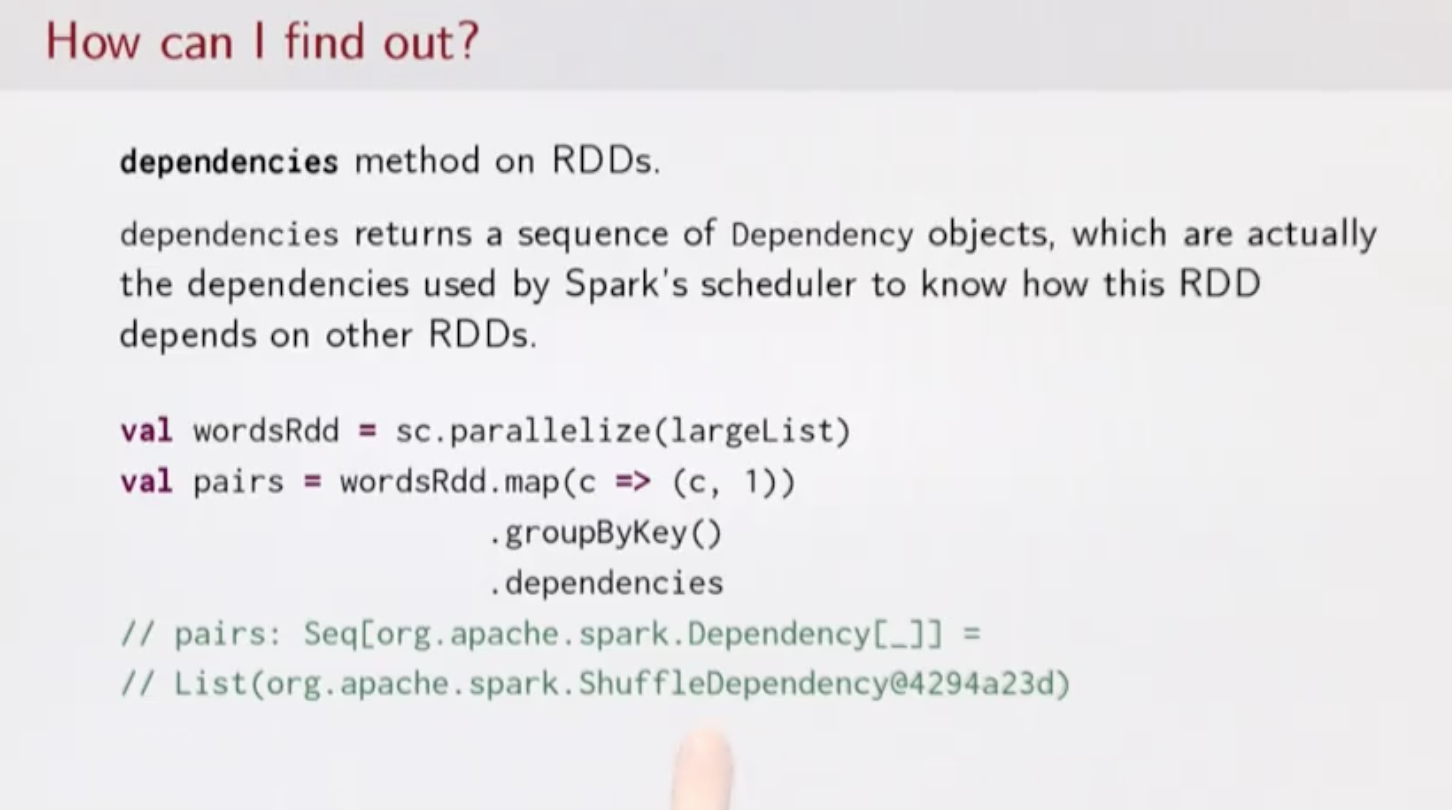 How can I find out?
dependencies method on RDDs.
dependencies returns a sequence of Dependency objects, which are actually
the dependencies used by Spark's scheduler to know how this RDD
depends on other RDDs.
val wordsRdd = sc.parallelize(largeList)
val pairs = wordsRdd.map(c => (c, 1))
.groupByKey()
.dependencies
// pairs: Seq[org.apache.spark.Dependency[_]] =
// List(org.apache.spark.ShuffleDependency@4294a23d)